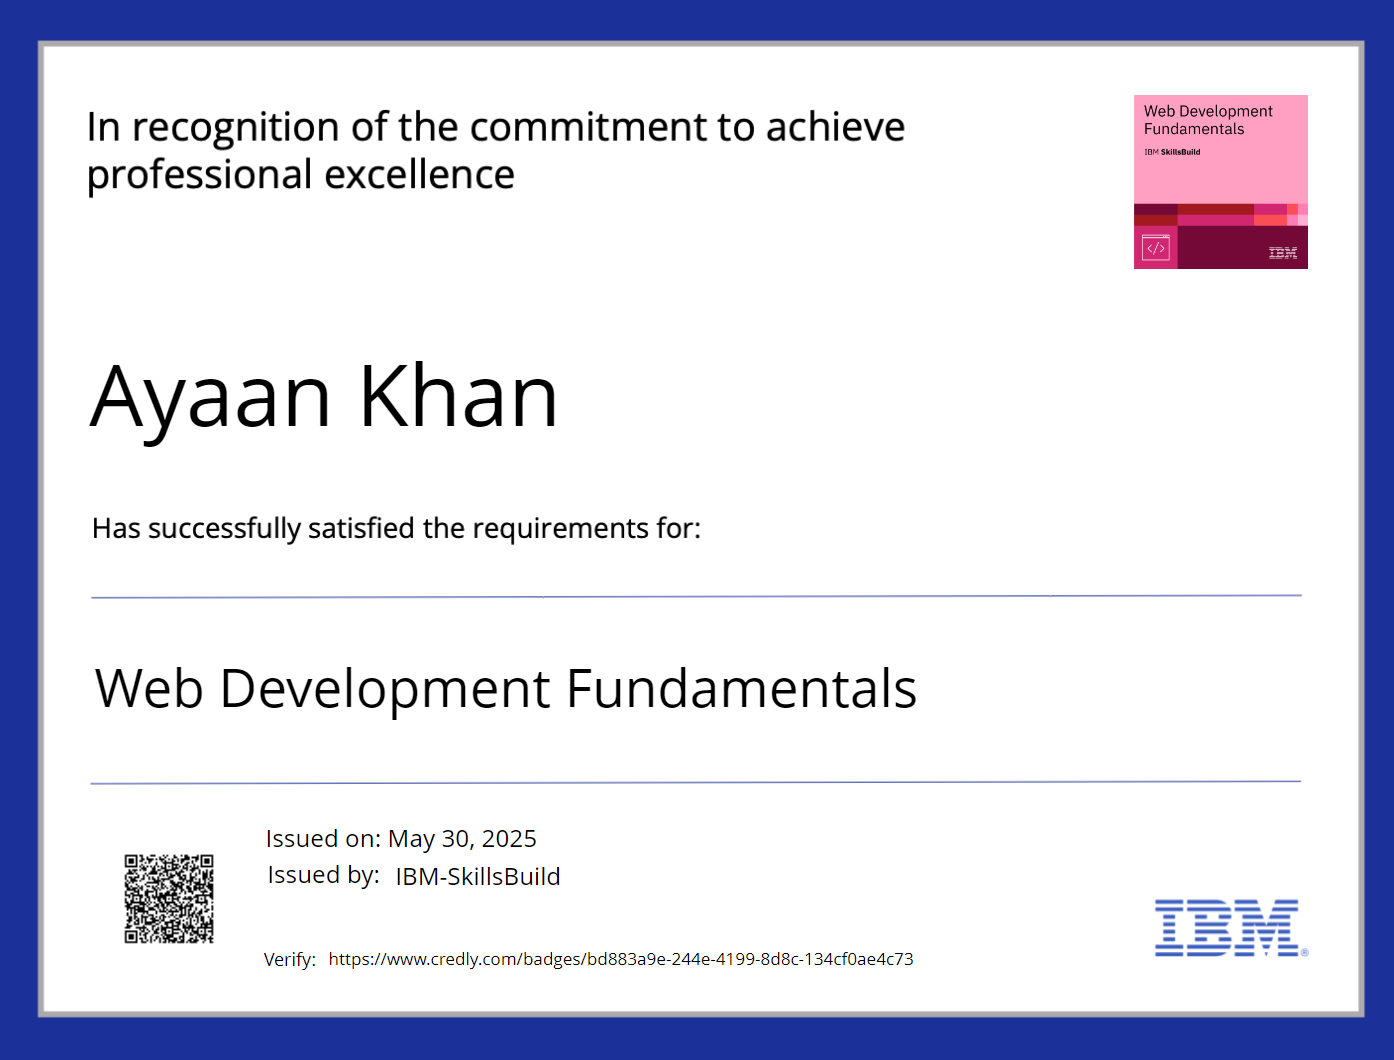 In recognition of the commitment to achieve
professional excellence
Web Development
Fundamentals
IBM SkillsBuild
</>
IBM
Ayaan Khan
Has successfully satisfied the requirements for:
Web Development Fundamentals
Issued on: May 30, 2025
Issued by: IBM-SkillsBuild
Verify: https://www.credly.com/badges/bd883a9e-244e-4199-8d8c-134cf0ae4c73
IBM®